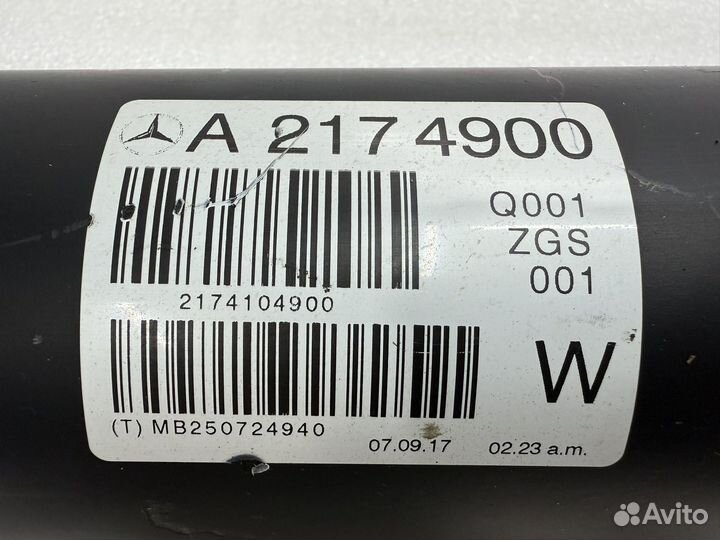 A 217 4900
Q001
ZGS
001
2174104900
W
(T) MB250724940
07.09.17
02.23 a.m.
Avito